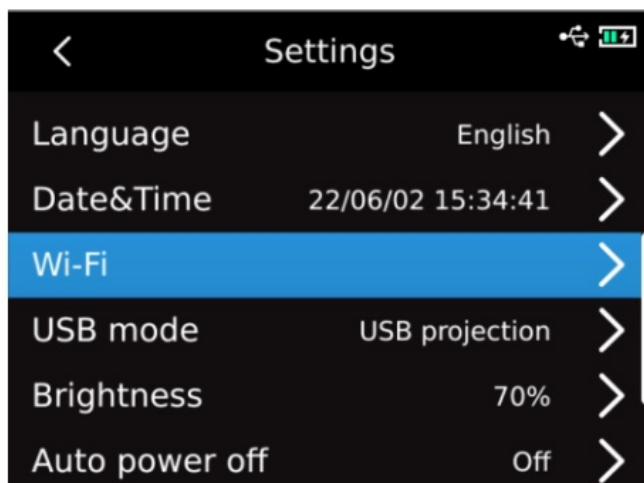 Settings
Language English
Date&Time 22/06/02 15:34:41
Wi-Fi
USB mode USB projection
Brightness 70%
Auto power off Off